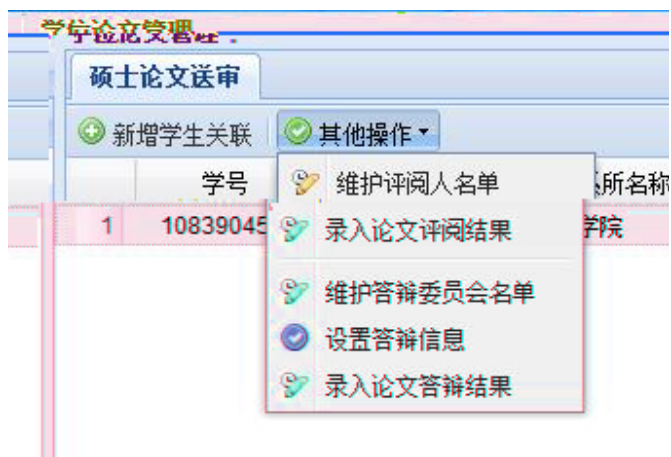 学位论文管理
硕士论文送审
新增学生关联 其他操作
学号 系所名称
维护评阅人名单
1 10839045 学院
录入论文评阅结果
维护答辩委员会名单
设置答辩信息
录入论文答辩结果